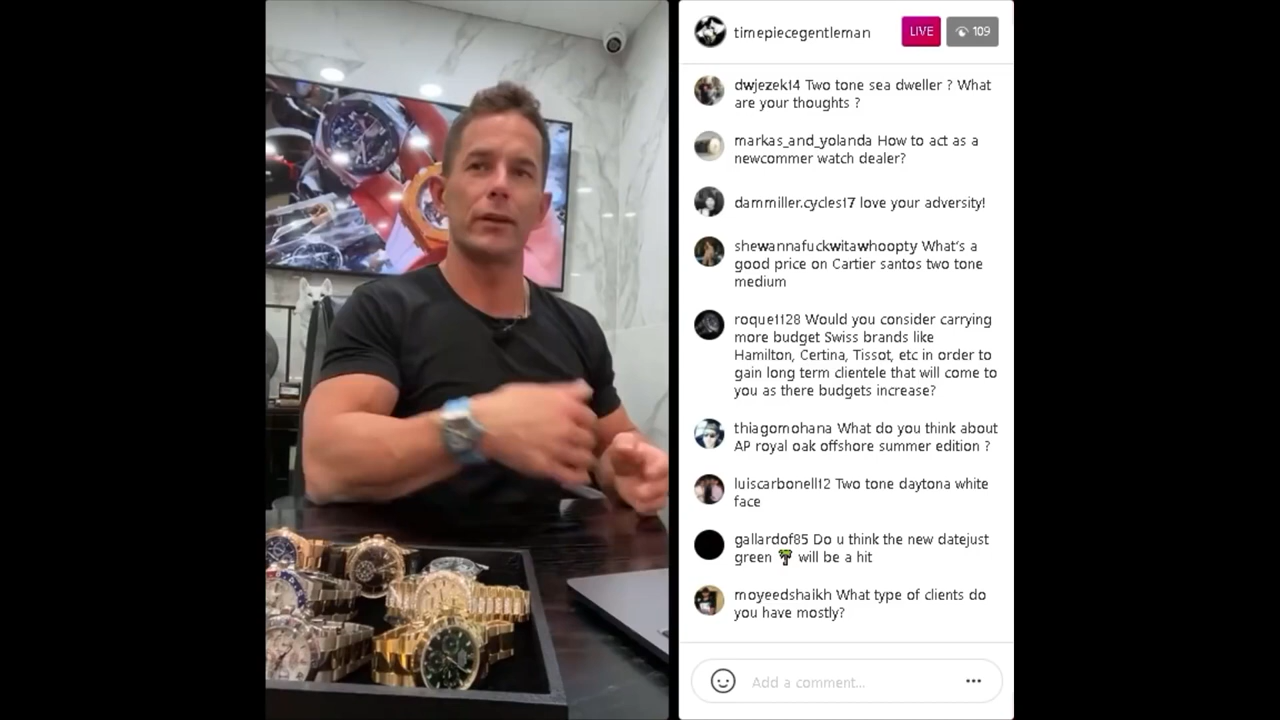 timepiecegentleman
LIVE
109
dwjezek14 Two tone sea dweller ? What
are your thoughts ?
markas_and_yolanda How to act as a
newcommer watch dealer?
dammiller.cycles17 love your adversity!
shewannafuckwitawhoopty What's a
good price on Cartier santos two tone
medium
roque1128 Would you consider carrying
more budget Swiss brands like
Hamilton, Certina, Tissot, etc in order to
gain long term clientele that will come to
you as there budgets increase?
thiagomohana What do you think about
AP royal oak offshore summer edition ?
luiscarbonell12 Two tone daytona white
face
gallardof85 Do u think the new datejust
green 🌴 will be a hit
moyeedshaikh What type of clients do
you have mostly?
Add a comment...